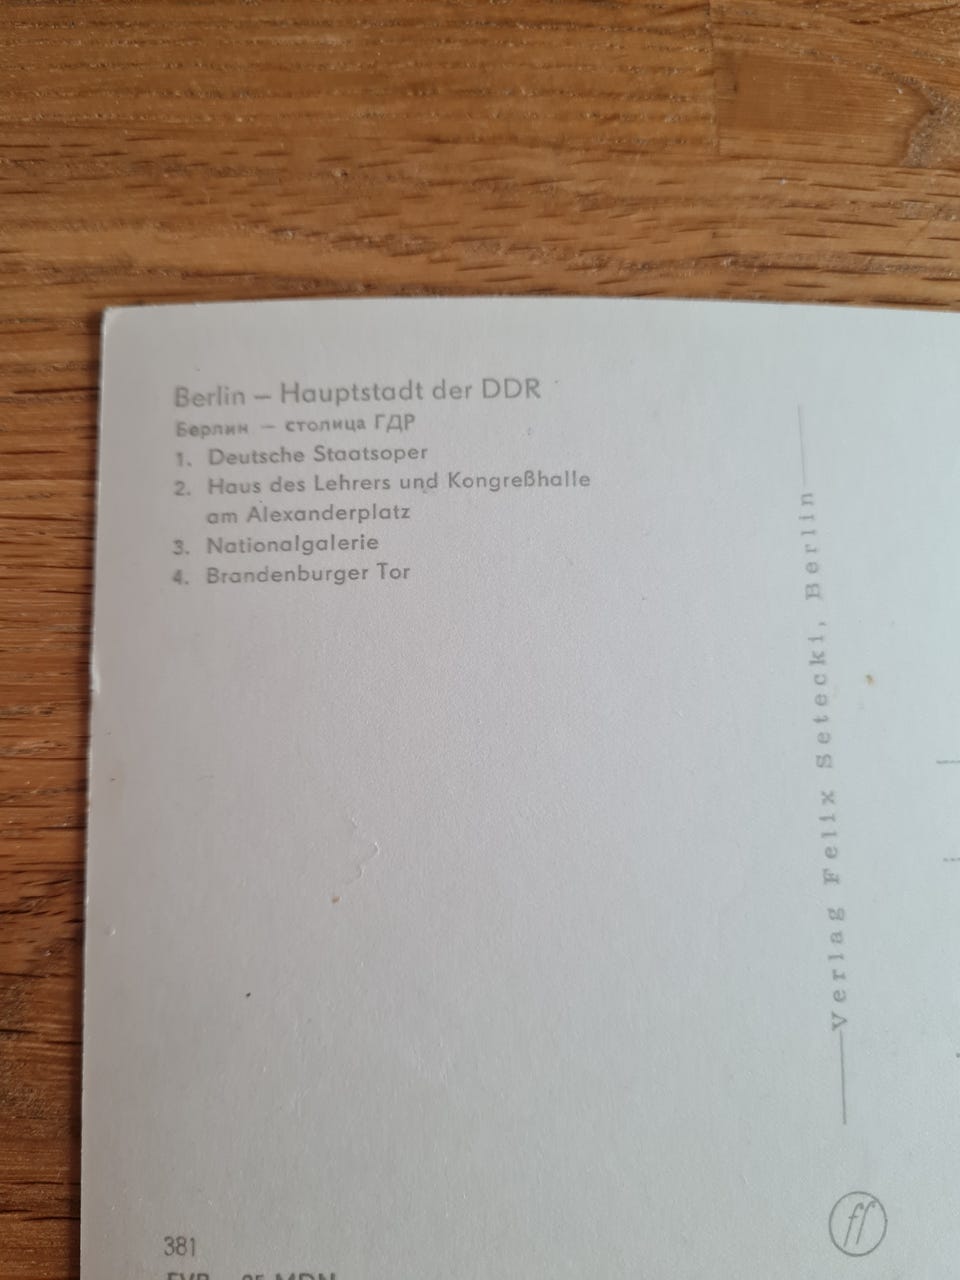 Berlin – Hauptstadt der DDR
Берлин – столица ГДР
1. Deutsche Staatsoper
2. Haus des Lehrers und Kongreßhalle
am Alexanderplatz
3. Nationalgalerie
4. Brandenburger Tor
Verlag Felix Setecki, Berlin
ff
381
MDN